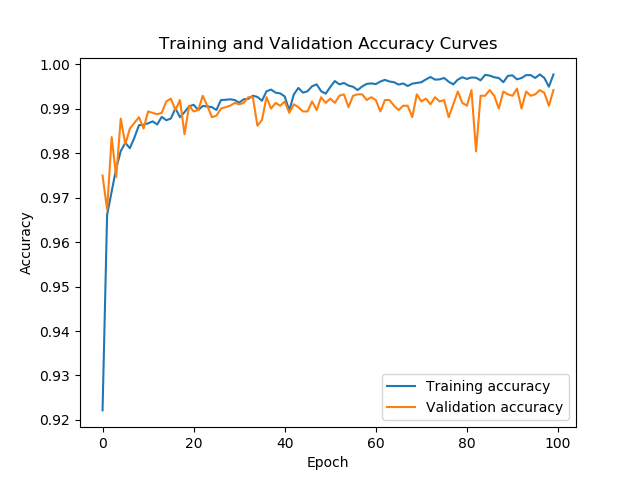 Training and Validation Accuracy Curves
1.00
0.99
0.98
0.97
0.96
0.95
0.94
0.93
0.92
Accuracy
Training accuracy
Validation accuracy
0 20 40 60 80 100
Epoch